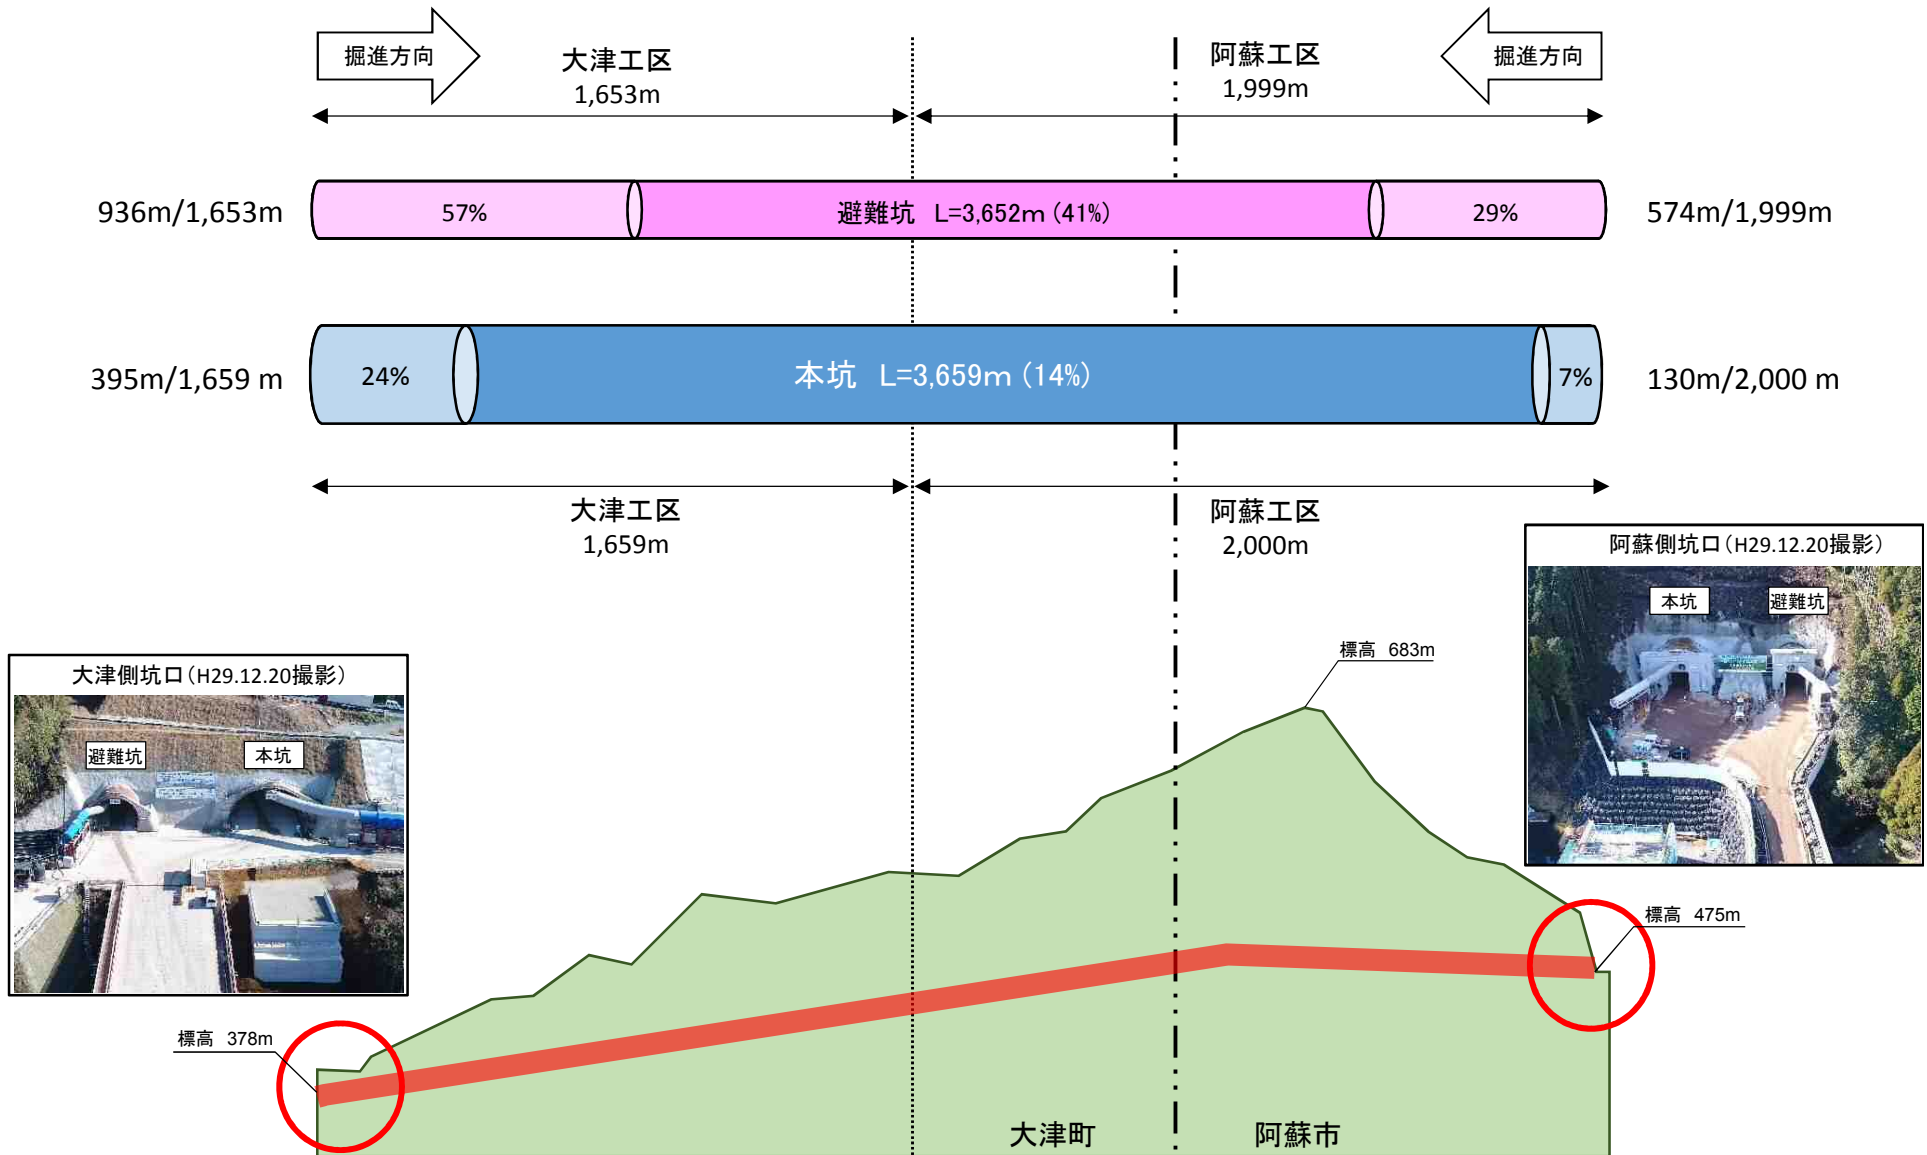 掘進方向
大津工区
1,653m
阿蘇工区
1,999m
掘進方向
936m/1,653m
57%
避難坑 L=3,652m(41%)
29%
574m/1,999m
395m/1,659 m
24%
本坑 L=3,659m(14%)
7%
130m/2,000 m
大津工区
1,659m
阿蘇工区
2,000m
阿蘇側坑口(H29.12.20撮影)
本坑
避難坑
標高 683m
大津側坑口(H29.12.20撮影)
避難坑
本坑
標高 475m
標高 378m
大津町
阿蘇市